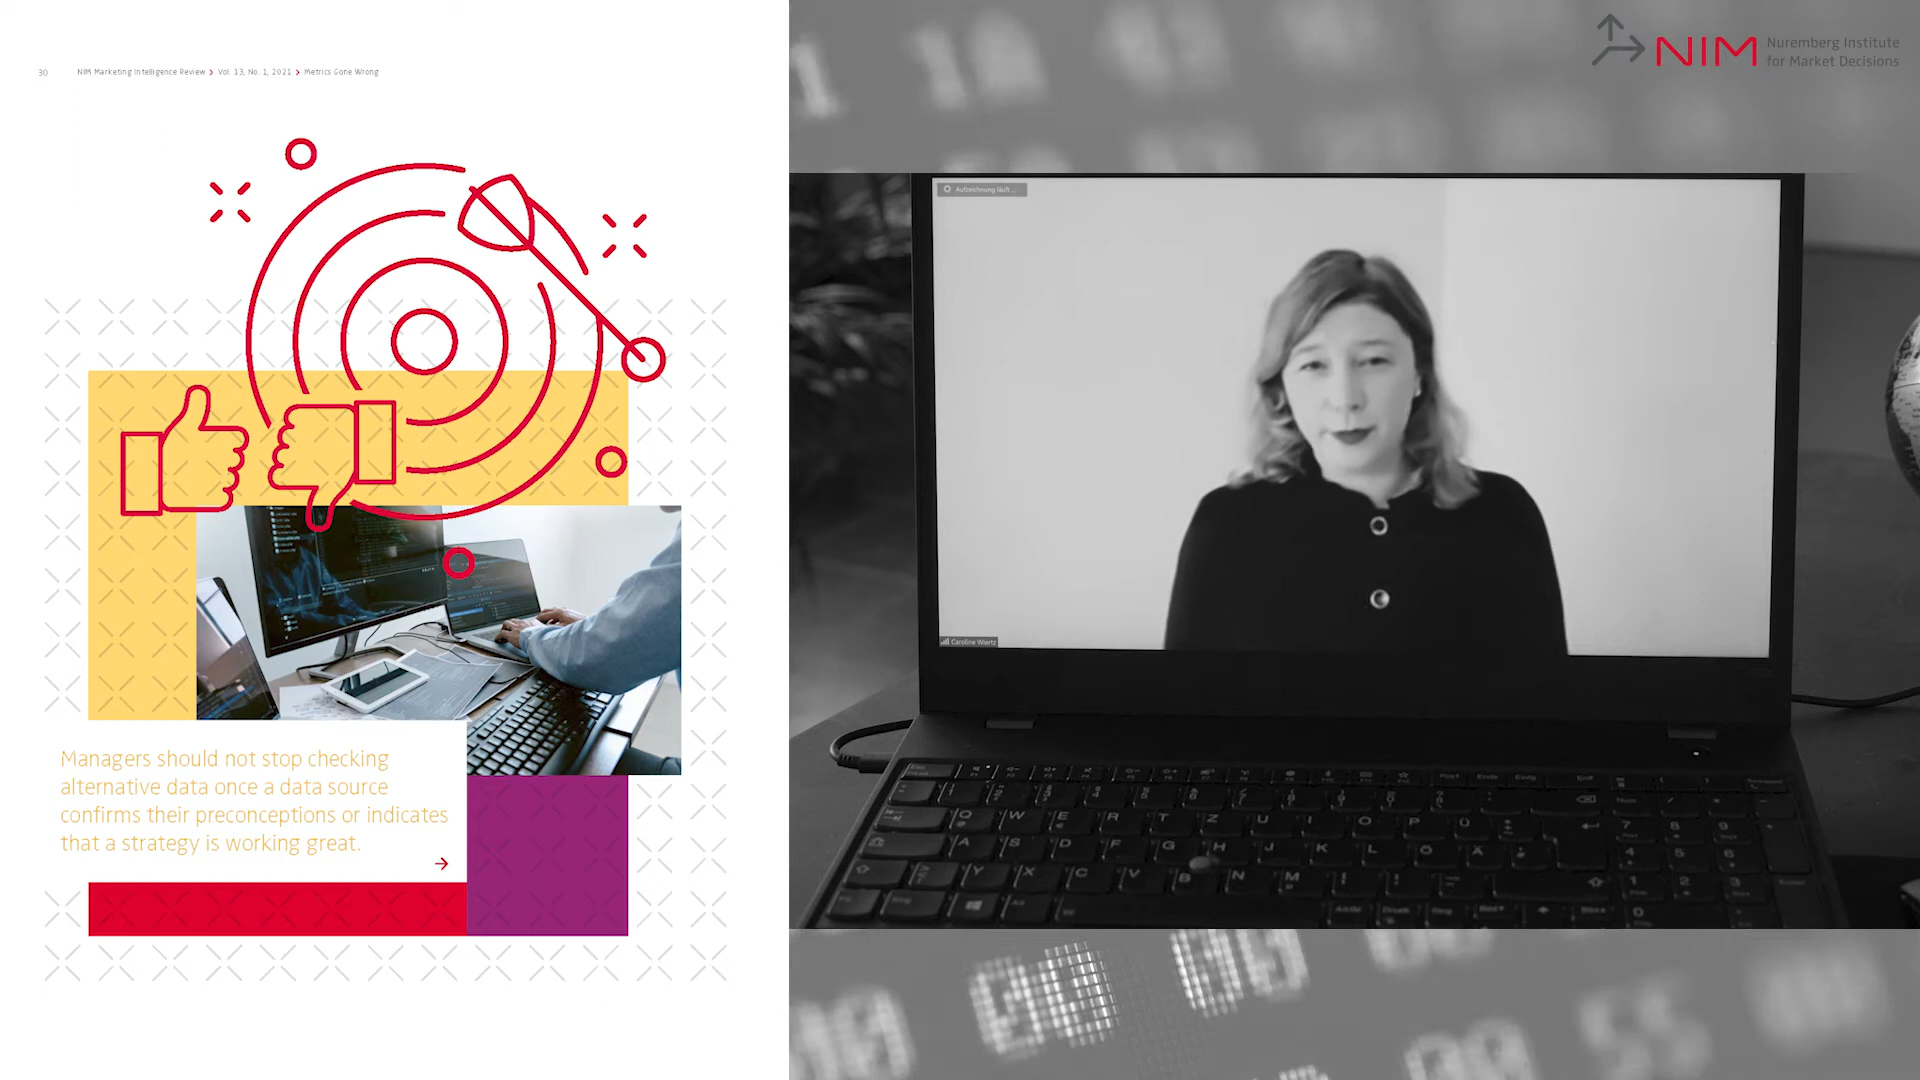 30
NIM Marketing Intelligence Review > Vol. 13, No. 1, 2021 > Metrics Gone Wrong
Managers should not stop checking
alternative data once a data source
confirms their preconceptions or indicates
that a strategy is working great.
NIM
Nuremberg Institute
for Market Decisions
Aufzeichnung läuft ...
Caroline Wiertz
Q W E R T Z U I O P Ü
A S D F G H J K L Ö Ä
Y X C V B N M